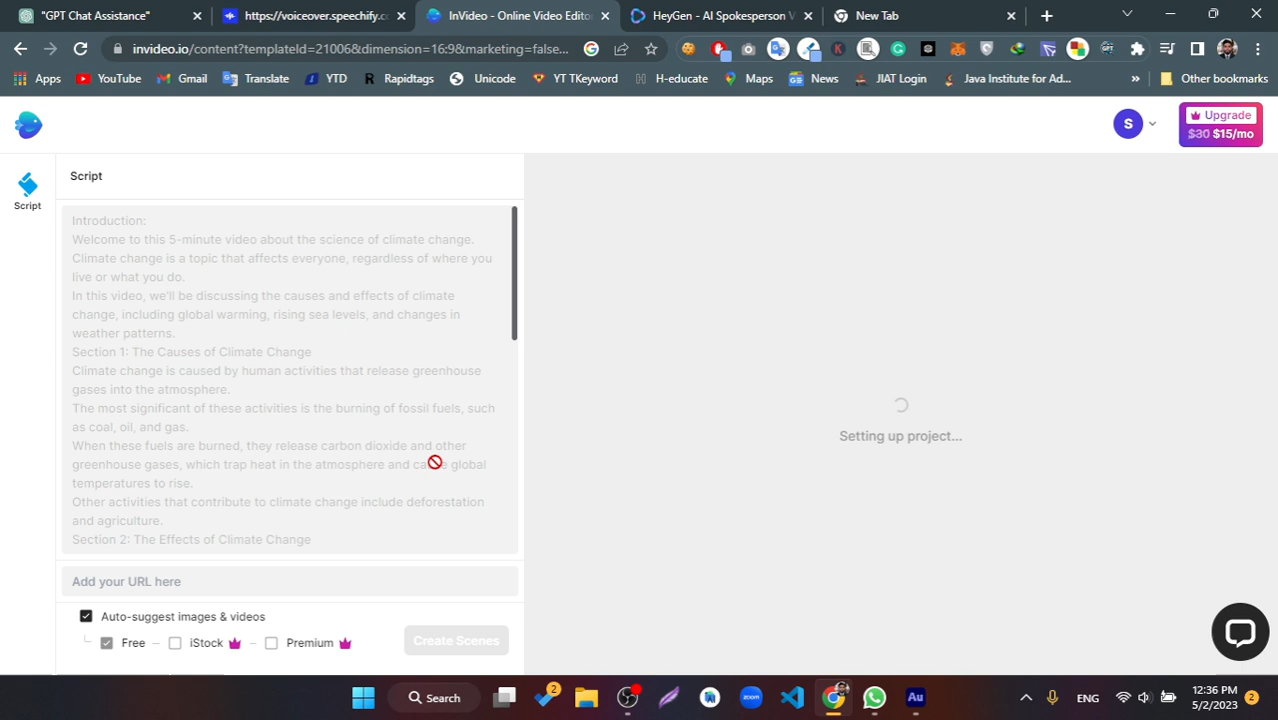 "GPT Chat Assistance"
https://voiceover.speechify.c
InVideo - Online Video Editor
HeyGen - AI Spokesperson V
New Tab
invideo.io/content?templateId=21006&dimension=16:9&marketing=false...
Apps
YouTube
Gmail
Translate
YTD
Rapidtags
Unicode
YT TKeyword
H-educate
Maps
News
JIAT Login
Java Institute for Ad...
Other bookmarks
S
Upgrade
$30 $15/mo
Script
Script
Introduction:
Welcome to this 5-minute video about the science of climate change.
Climate change is a topic that affects everyone, regardless of where you
live or what you do.
In this video, we'll be discussing the causes and effects of climate
change, including global warming, rising sea levels, and changes in
weather patterns.
Section 1: The Causes of Climate Change
Climate change is caused by human activities that release greenhouse
gases into the atmosphere.
The most significant of these activities is the burning of fossil fuels, such
as coal, oil, and gas.
When these fuels are burned, they release carbon dioxide and other
greenhouse gases, which trap heat in the atmosphere and cause global
temperatures to rise.
Other activities that contribute to climate change include deforestation
and agriculture.
Section 2: The Effects of Climate Change
Setting up project...
Add your URL here
Auto-suggest images & videos
Free
iStock
Premium
Create Scenes
Search
2
zoom
Au
ENG
12:36 PM
5/2/2023
2